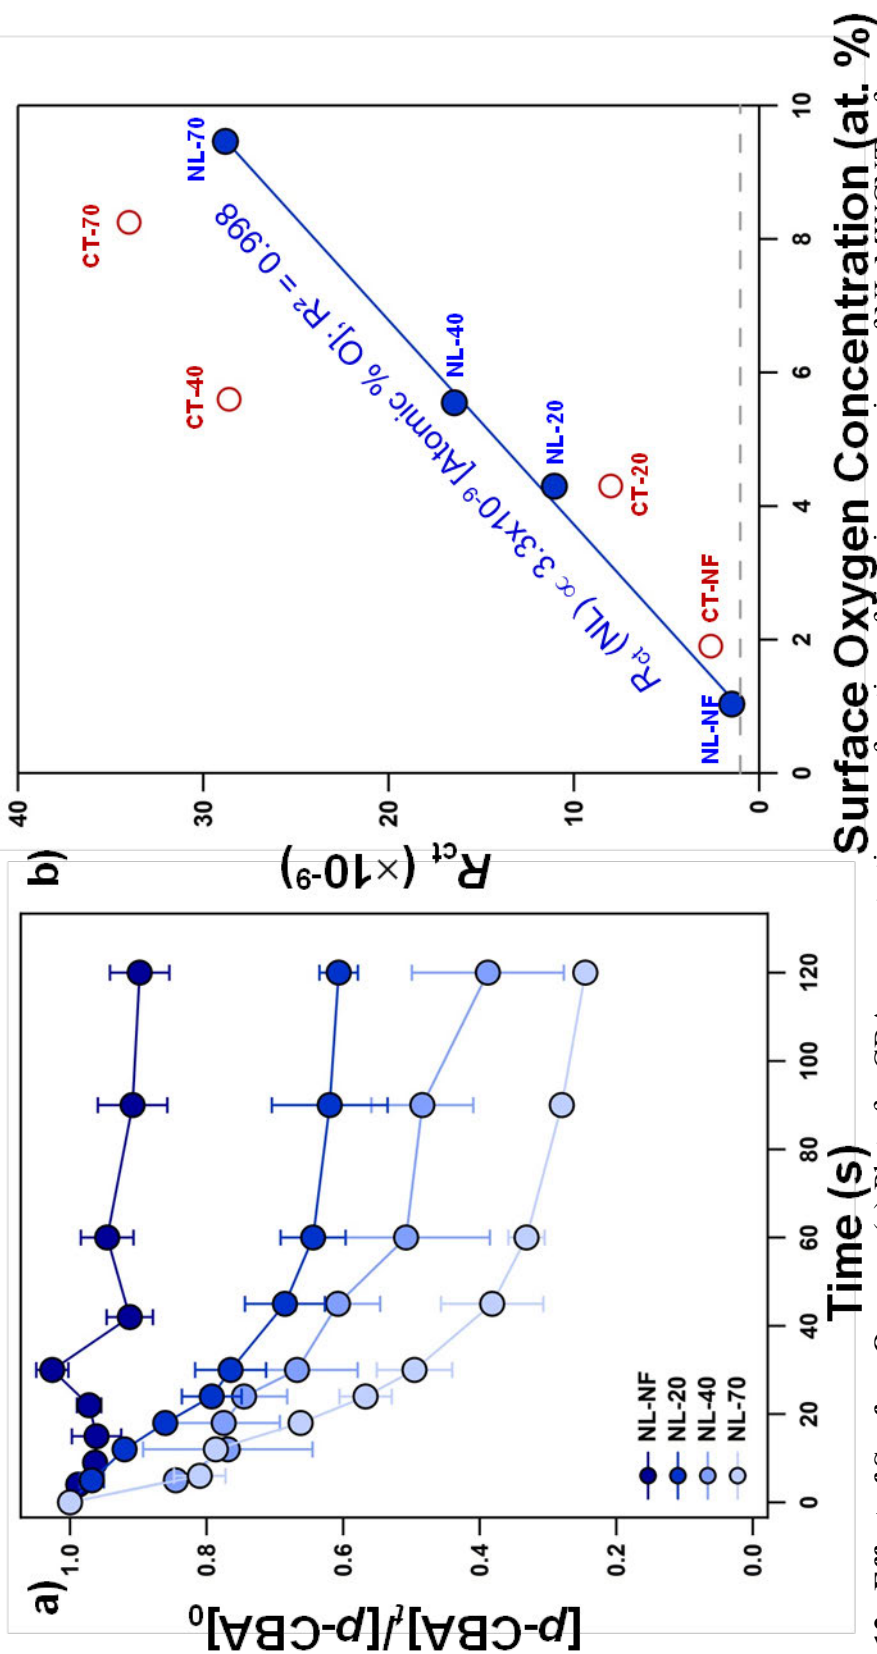 a)
[p-CBA]t/[p-CBA]0
1.0
0.8
0.6
0.4
0.2
0.0
0
20
40
60
80
100
120
Time (s)
NL-NF
NL-20
NL-40
NL-70
b)
Rct (×10-9)
40
30
20
10
0
0
2
4
6
8
10
Surface Oxygen Concentration (at. %)
Rct (NL) ∝ 3.3x10-9 [Atomic % O]; R2 = 0.998
NL-NF
CT-NF
NL-20
CT-20
NL-40
CT-40
NL-70
CT-70